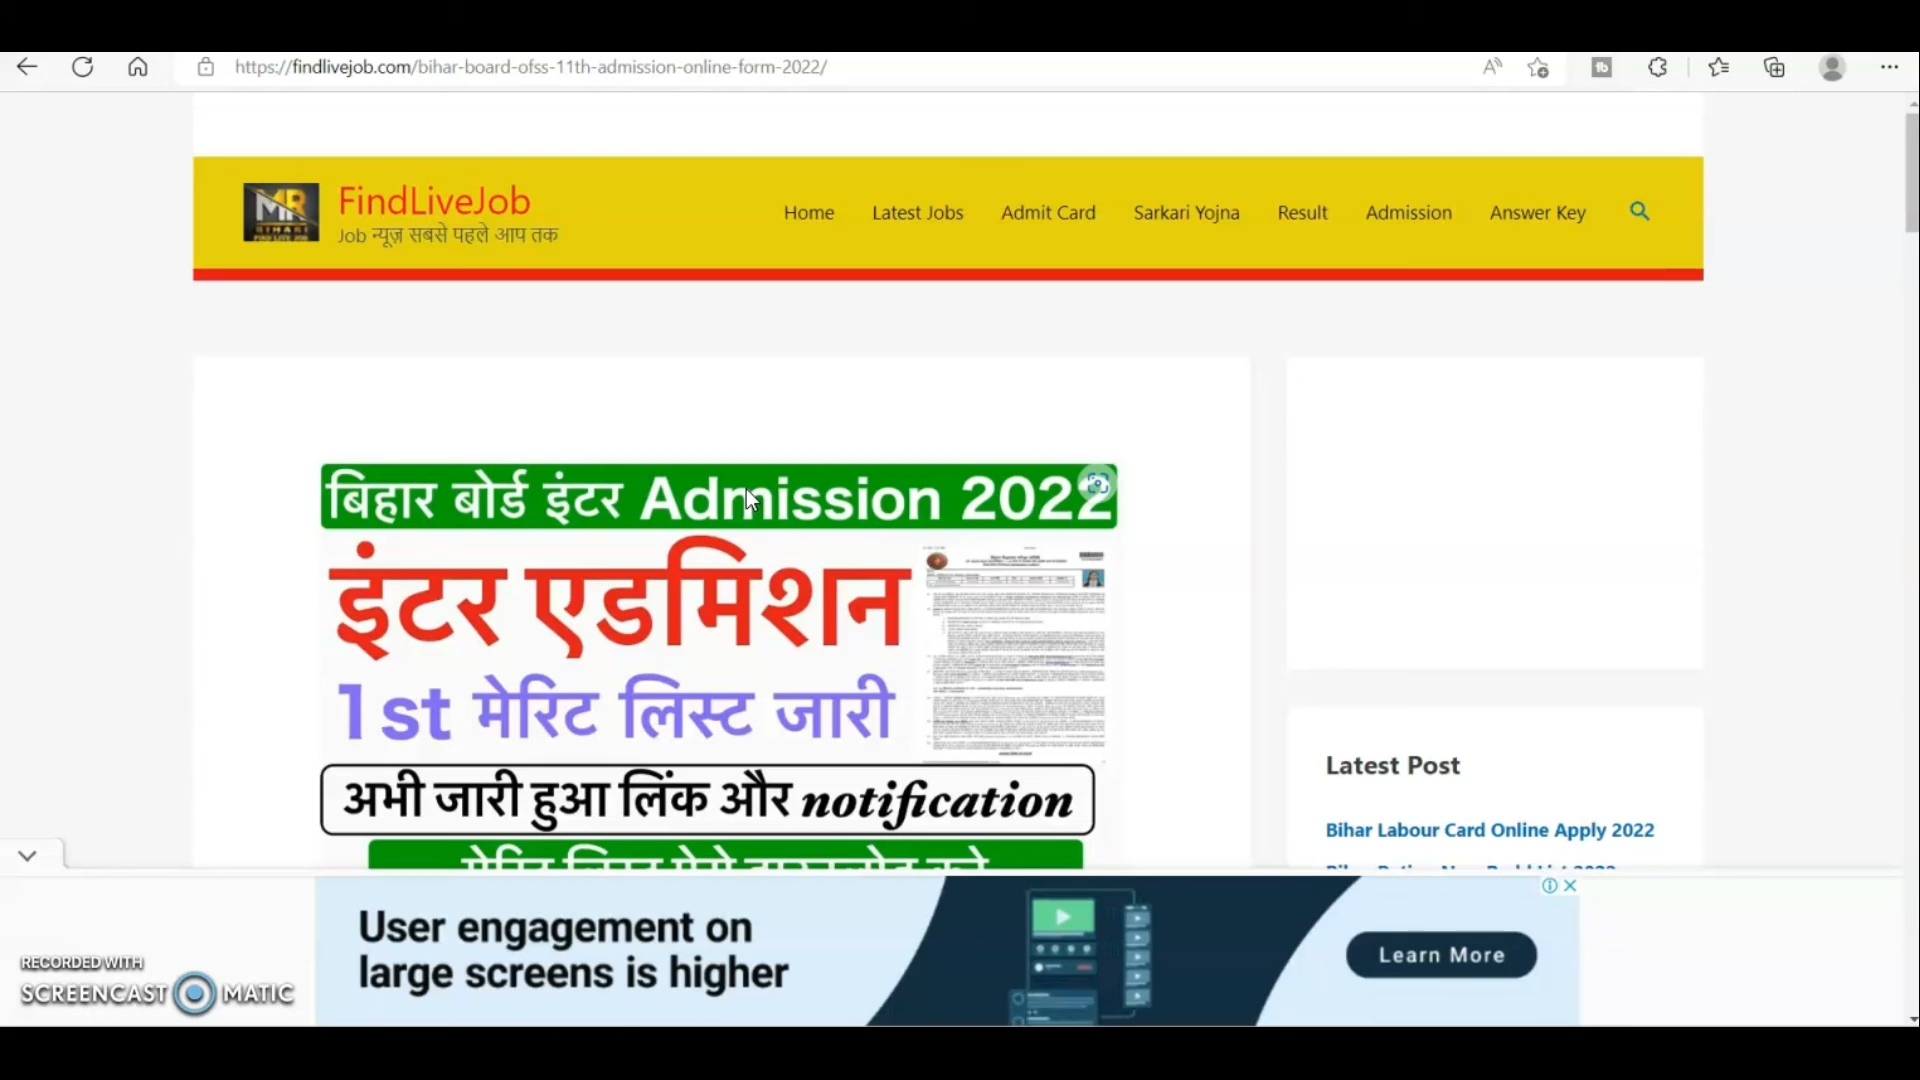 https://findlivejob.com/bihar-board-ofss-11th-admission-online-form-2022/
FindLiveJob
Job न्यूज़ सबसे पहले आप तक
Home Latest Jobs Admit Card Sarkari Yojna Result Admission Answer Key
MR
BIHARI
बिहार बोर्ड इंटर Admission 2022
इंटर एडमिशन
1st मेरिट लिस्ट जारी
अभी जारी हुआ लिंक और notification
Latest Post
Bihar Labour Card Online Apply 2022
User engagement on
large screens is higher
Learn More
RECORDED WITH
SCREENCAST MATIC